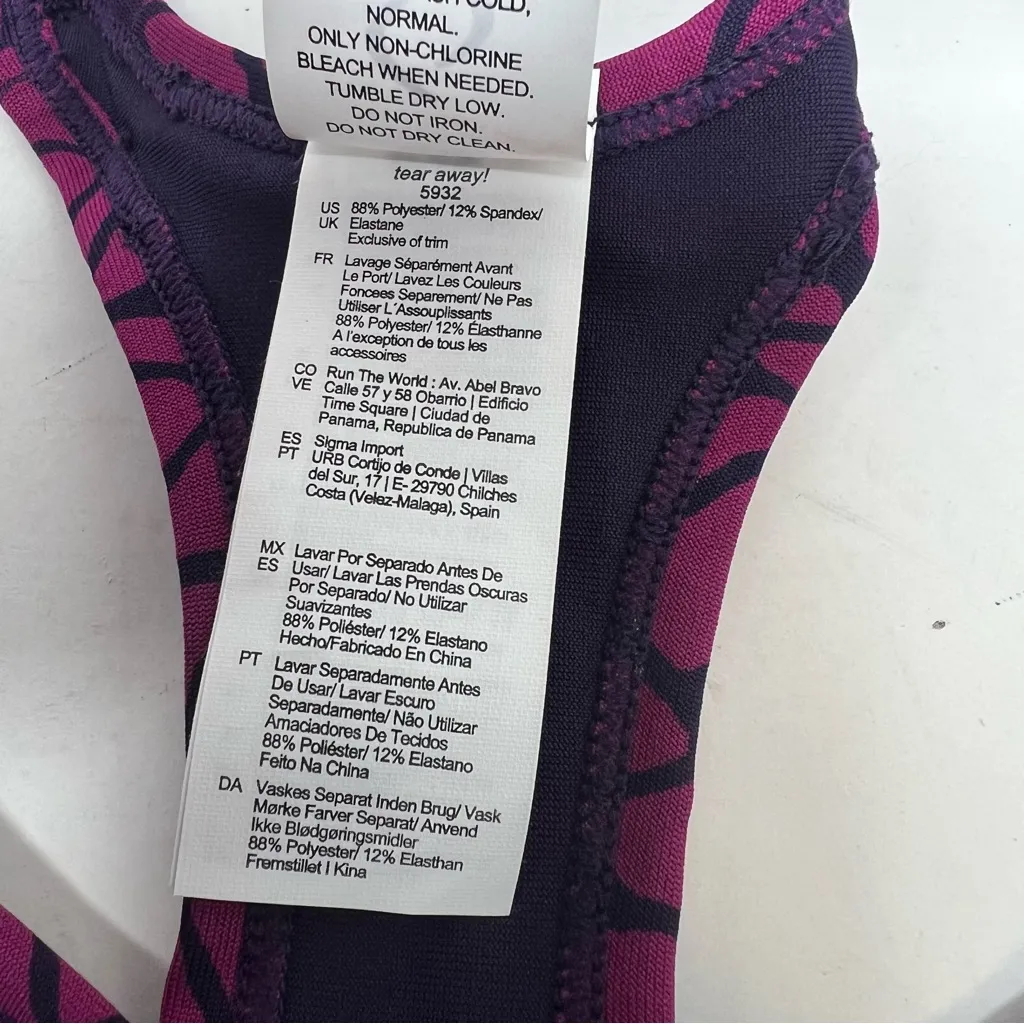 COLD,
NORMAL.
ONLY NON-CHLORINE
BLEACH WHEN NEEDED.
TUMBLE DRY LOW.
DO NOT IRON.
DO NOT DRY CLEAN.
tear away!
5932
US 88% Polyester/ 12% Spandex/
UK Elastane
Exclusive of trim
FR Lavage Séparément Avant
Le Port/ Lavez Les Couleurs
Foncees Separement/ Ne Pas
Utiliser L´Assouplissants
88% Polyester/ 12% Élasthanne
A l'exception de tous les
accessoires
CO Run The World : Av. Abel Bravo
VE Calle 57 y 58 Obarrio | Edificio
Time Square | Ciudad de
Panama, Republica de Panama
ES Sigma Import
PT URB Cortijo de Conde | Villas
del Sur, 17 | E- 29790 Chilches
Costa (Velez-Malaga), Spain
MX Lavar Por Separado Antes De
ES Usar/ Lavar Las Prendas Oscuras
Por Separado/ No Utilizar
Suavizantes
88% Poliéster/ 12% Elastano
Hecho/Fabricado En China
PT Lavar Separadamente Antes
De Usar/ Lavar Escuro
Separadamente/ Não Utilizar
Amaciadores De Tecidos
88% Poliéster/ 12% Elastano
Feito Na China
DA Vaskes Separat Inden Brug/ Vask
Mørke Farver Separat/ Anvend
Ikke Blødgøringsmidler
88% Polyester/ 12% Elasthan
Fremstillet I Kina